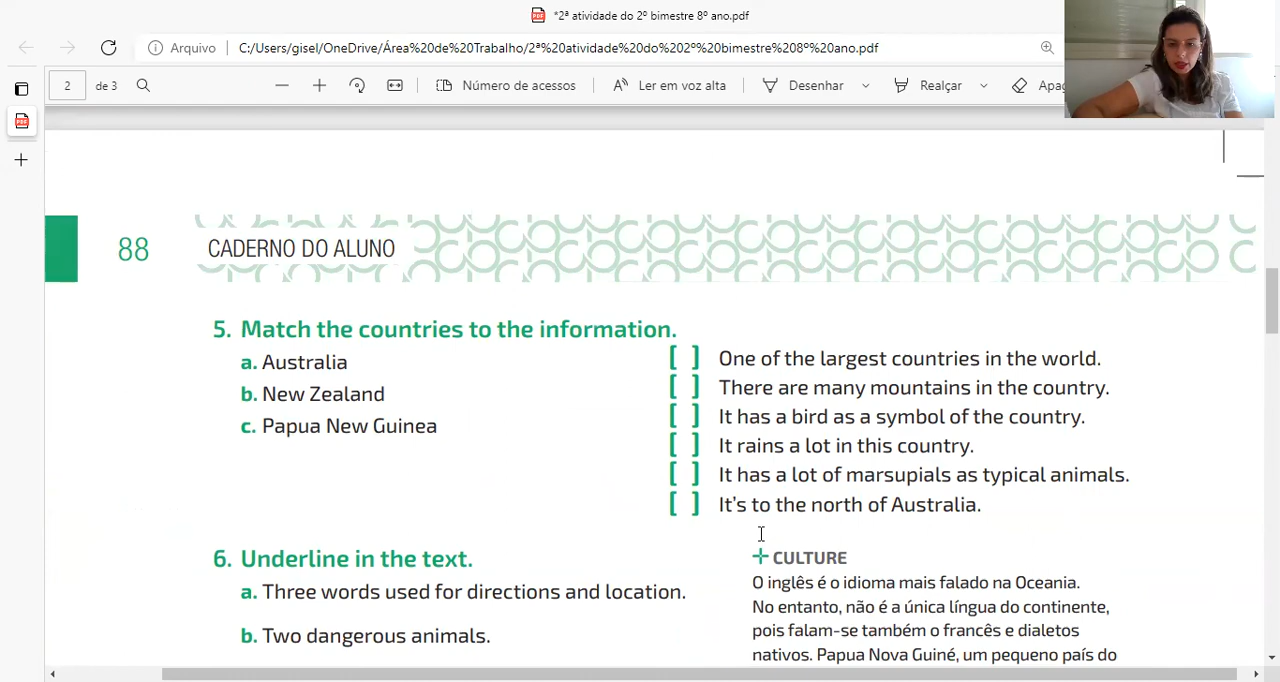 *2ª atividade do 2º bimestre 8º ano.pdf
Arquivo
C:/Users/gisel/OneDrive/Área%20de%20Trabalho/2ª%20atividade%20do%202º%20bimestre%208º%20ano.pdf
2 de 3
Número de acessos
Ler em voz alta
Desenhar
Realçar
88
CADERNO DO ALUNO
5. Match the countries to the information.
a. Australia
b. New Zealand
c. Papua New Guinea
[ ] One of the largest countries in the world.
[ ] There are many mountains in the country.
[ ] It has a bird as a symbol of the country.
[ ] It rains a lot in this country.
[ ] It has a lot of marsupials as typical animals.
[ ] It's to the north of Australia.
6. Underline in the text.
a. Three words used for directions and location.
b. Two dangerous animals.
+ CULTURE
O inglês é o idioma mais falado na Oceania.
No entanto, não é a única língua do continente,
pois falam-se também o francês e dialetos
nativos. Papua Nova Guiné, um pequeno país do